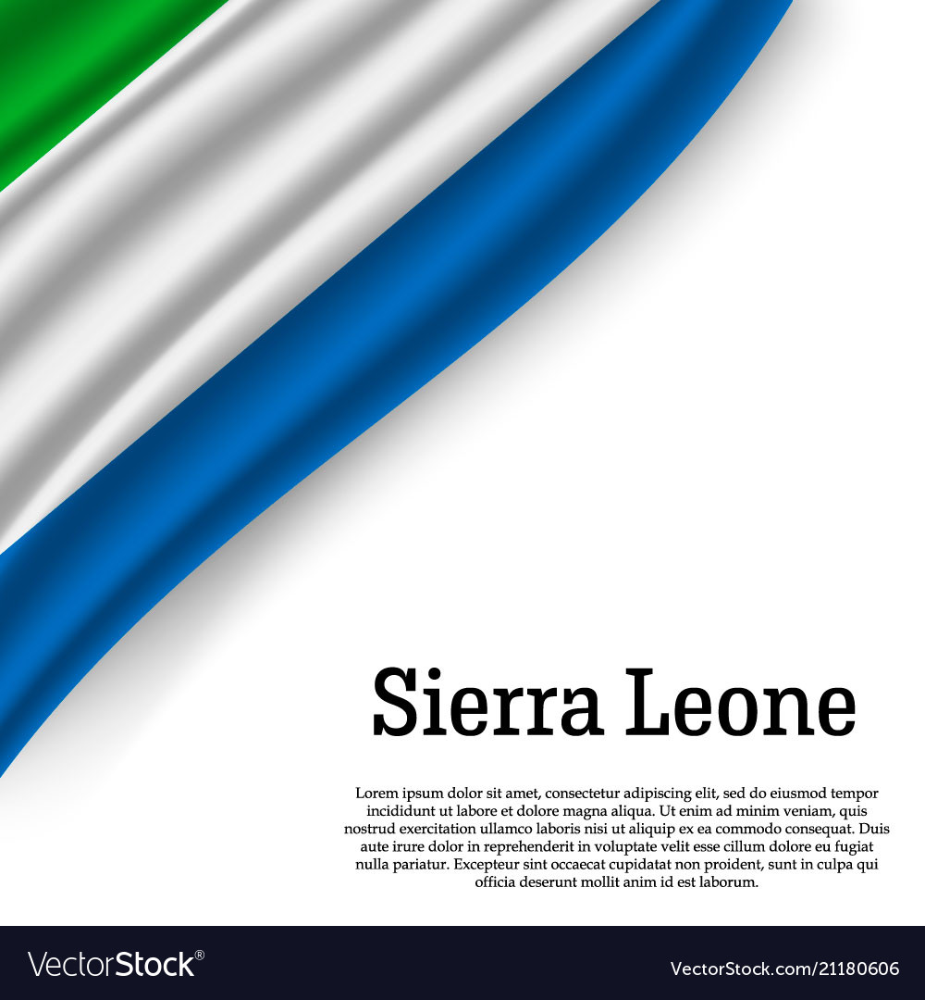 Sierra Leone
Lorem ipsum dolor sit amet, consectetur adipiscing elit, sed do eiusmod tempor
incididunt ut labore et dolore magna aliqua. Ut enim ad minim veniam, quis
nostrud exercitation ullamco laboris nisi ut aliquip ex ea commodo consequat. Duis
aute irure dolor in reprehenderit in voluptate velit esse cillum dolore eu fugiat
nulla pariatur. Excepteur sint occaecat cupidatat non proident, sunt in culpa qui
officia deserunt mollit anim id est laborum.
VectorStock®
VectorStock.com/21180606